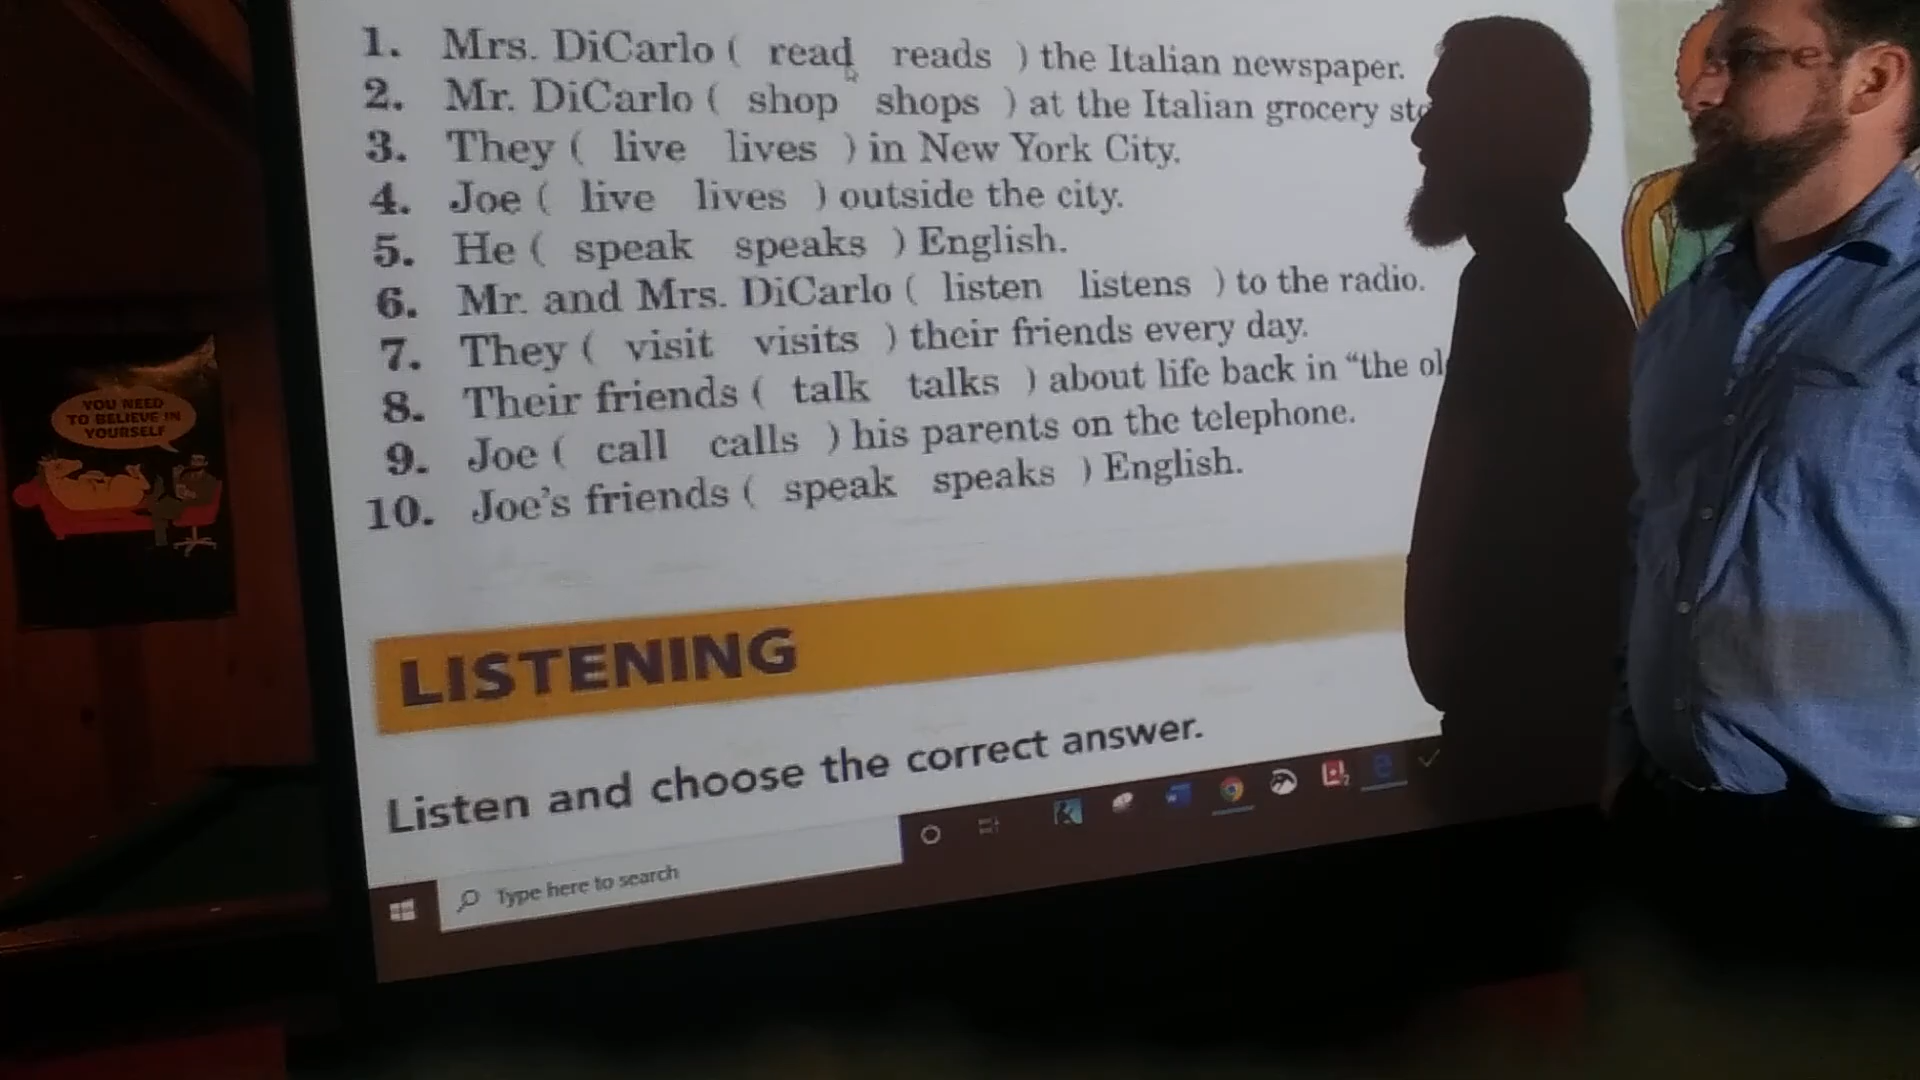 1. Mrs. DiCarlo ( read reads ) the Italian newspaper.
2. Mr. DiCarlo ( shop shops ) at the Italian grocery
3. They ( live lives ) in New York City.
4. Joe ( live lives ) outside the city.
5. He ( speak speaks ) English.
6. Mr. and Mrs. DiCarlo ( listen listens ) to the radio.
7. They ( visit visits ) their friends every day.
8. Their friends ( talk talks ) about life back in “the
9. Joe ( call calls ) his parents on the telephone.
10. Joe’s friends ( speak speaks ) English.
YOU NEED
TO BELIEVE IN
YOURSELF
LISTENING
Listen and choose the correct answer.
Type here to search